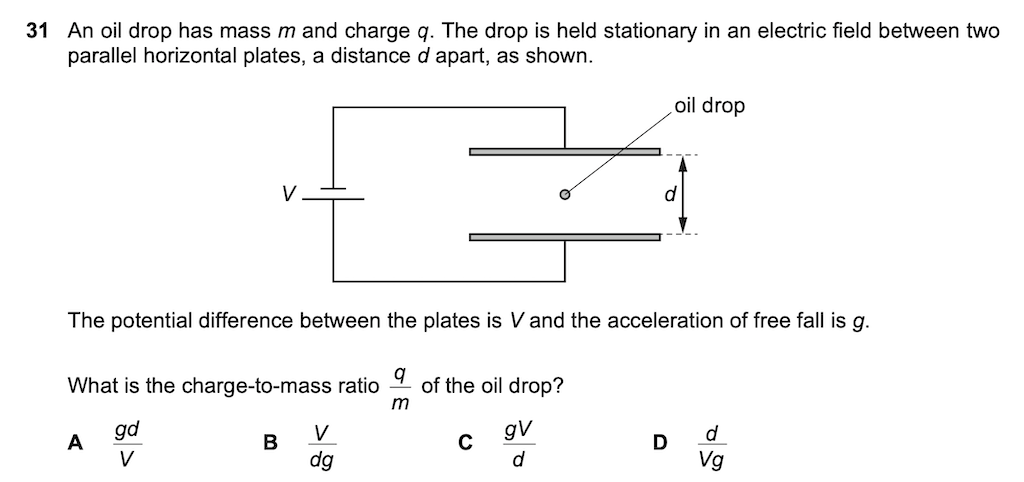 31 An oil drop has mass m and charge q. The drop is held stationary in an electric field between two
parallel horizontal plates, a distance d apart, as shown.
oil drop
V
d
The potential difference between the plates is V and the acceleration of free fall is g.
What is the charge-to-mass ratio q/m of the oil drop?
A gd/V B V/dg C gV/d D d/Vg